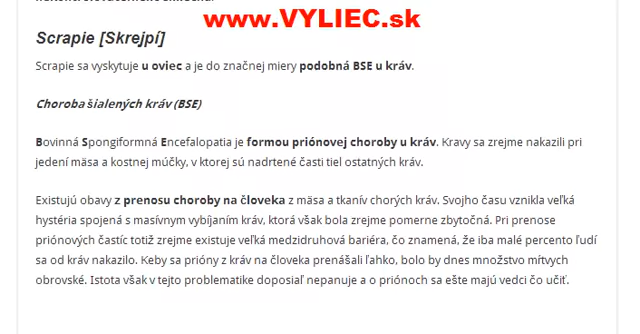 www.VYLIEC.sk
Scrapie [Skrejpí]
Scrapie sa vyskytuje u oviec a je do značnej miery podobná BSE u kráv.
Choroba šialených kráv (BSE)
Bovinná Spongiformná Encefalopatia je formou priónovej choroby u kráv. Kravy sa zrejme nakazili pri
jedení mäsa a kostnej múčky, v ktorej sú nadrtené časti tiel ostatných kráv.
Existujú obavy z prenosu choroby na človeka z mäsa a tkanív chorých kráv. Svojho času vznikla veľká
hystéria spojená s masívnym vybíjaním kráv, ktorá však bola zrejme pomerne zbytočná. Pri prenose
priónových častíc totiž zrejme existuje veľká medzidruhová bariéra, čo znamená, že iba malé percento ľudí
sa od kráv nakazilo. Keby sa prióny z kráv na človeka prenášali ľahko, bolo by dnes množstvo mŕtvych
obrovské. Istota však v tejto problematike doposiaľ nepanuje a o priónoch sa ešte majú vedci čo učiť.